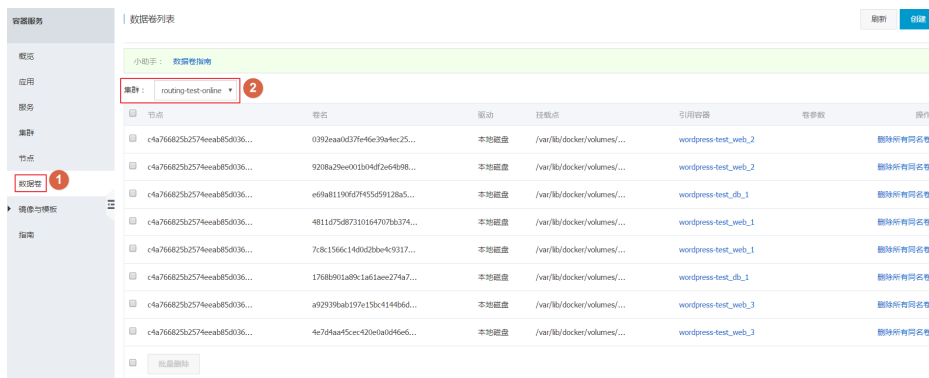 容器服务
概览
应用
服务
集群
节点
数据卷 1
镜像与模板
指南
数据卷列表
刷新 创建
小助手： 数据卷指南
集群： routing-test-online 2
节点 卷名 驱动 挂载点 引用容器 卷参数 操作
c4a766825b2574eeab85d036... 0392eaa0d37fe46e39a4ec25... 本地磁盘 /var/lib/docker/volumes/... wordpress-test_web_2 删除所有同名卷
c4a766825b2574eeab85d036... 9208a29ee001b04df2e64b98... 本地磁盘 /var/lib/docker/volumes/... wordpress-test_web_2 删除所有同名卷
c4a766825b2574eeab85d036... e69a81190fd7f455d59128a5... 本地磁盘 /var/lib/docker/volumes/... wordpress-test_db_1 删除所有同名卷
c4a766825b2574eeab85d036... 4811d75d87310164707bb374... 本地磁盘 /var/lib/docker/volumes/... wordpress-test_web_1 删除所有同名卷
c4a766825b2574eeab85d036... 7c8c1566c14d0d2bbe4c9317... 本地磁盘 /var/lib/docker/volumes/... wordpress-test_web_1 删除所有同名卷
c4a766825b2574eeab85d036... 1768b901a89c1a61aee274a7... 本地磁盘 /var/lib/docker/volumes/... wordpress-test_db_1 删除所有同名卷
c4a766825b2574eeab85d036... a92939bab197e15bc4144b6d... 本地磁盘 /var/lib/docker/volumes/... wordpress-test_web_3 删除所有同名卷
c4a766825b2574eeab85d036... 4e7d4aa45cec420e0a0d46e6... 本地磁盘 /var/lib/docker/volumes/... wordpress-test_web_3 删除所有同名卷
批量删除